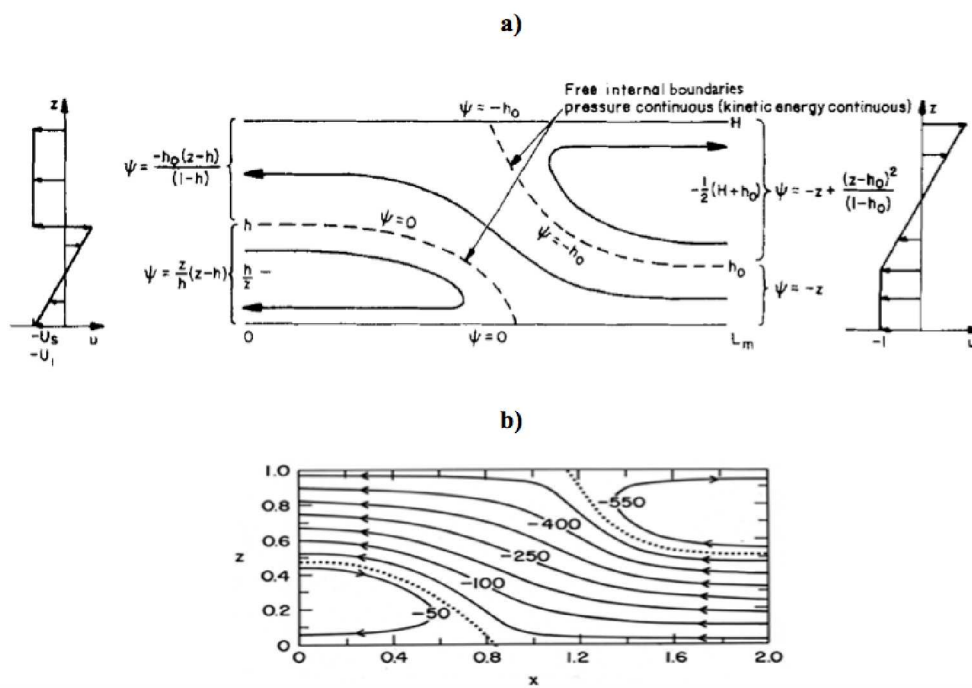 a)
Free internal boundaries
pressure continuous (kinetic energy continuous)
z
ψ = -h₀
H
z
ψ = -h₀(z-h)/(1-h)
-½(H+h₀)
ψ = -z + (z-h₀)²/(1-h₀)
h
ψ=0
ψ=-h₀
h₀
ψ = z/h (z-h)
h/z
ψ = -z
-Uₛ
u
-U₁
0
ψ=0
Lₘ
-1
u
b)
1.0
0.8
0.6
z
0.4
0.2
0
-550
-400
-250
-100
-50
0
0.4
0.8
1.2
1.6
2.0
x